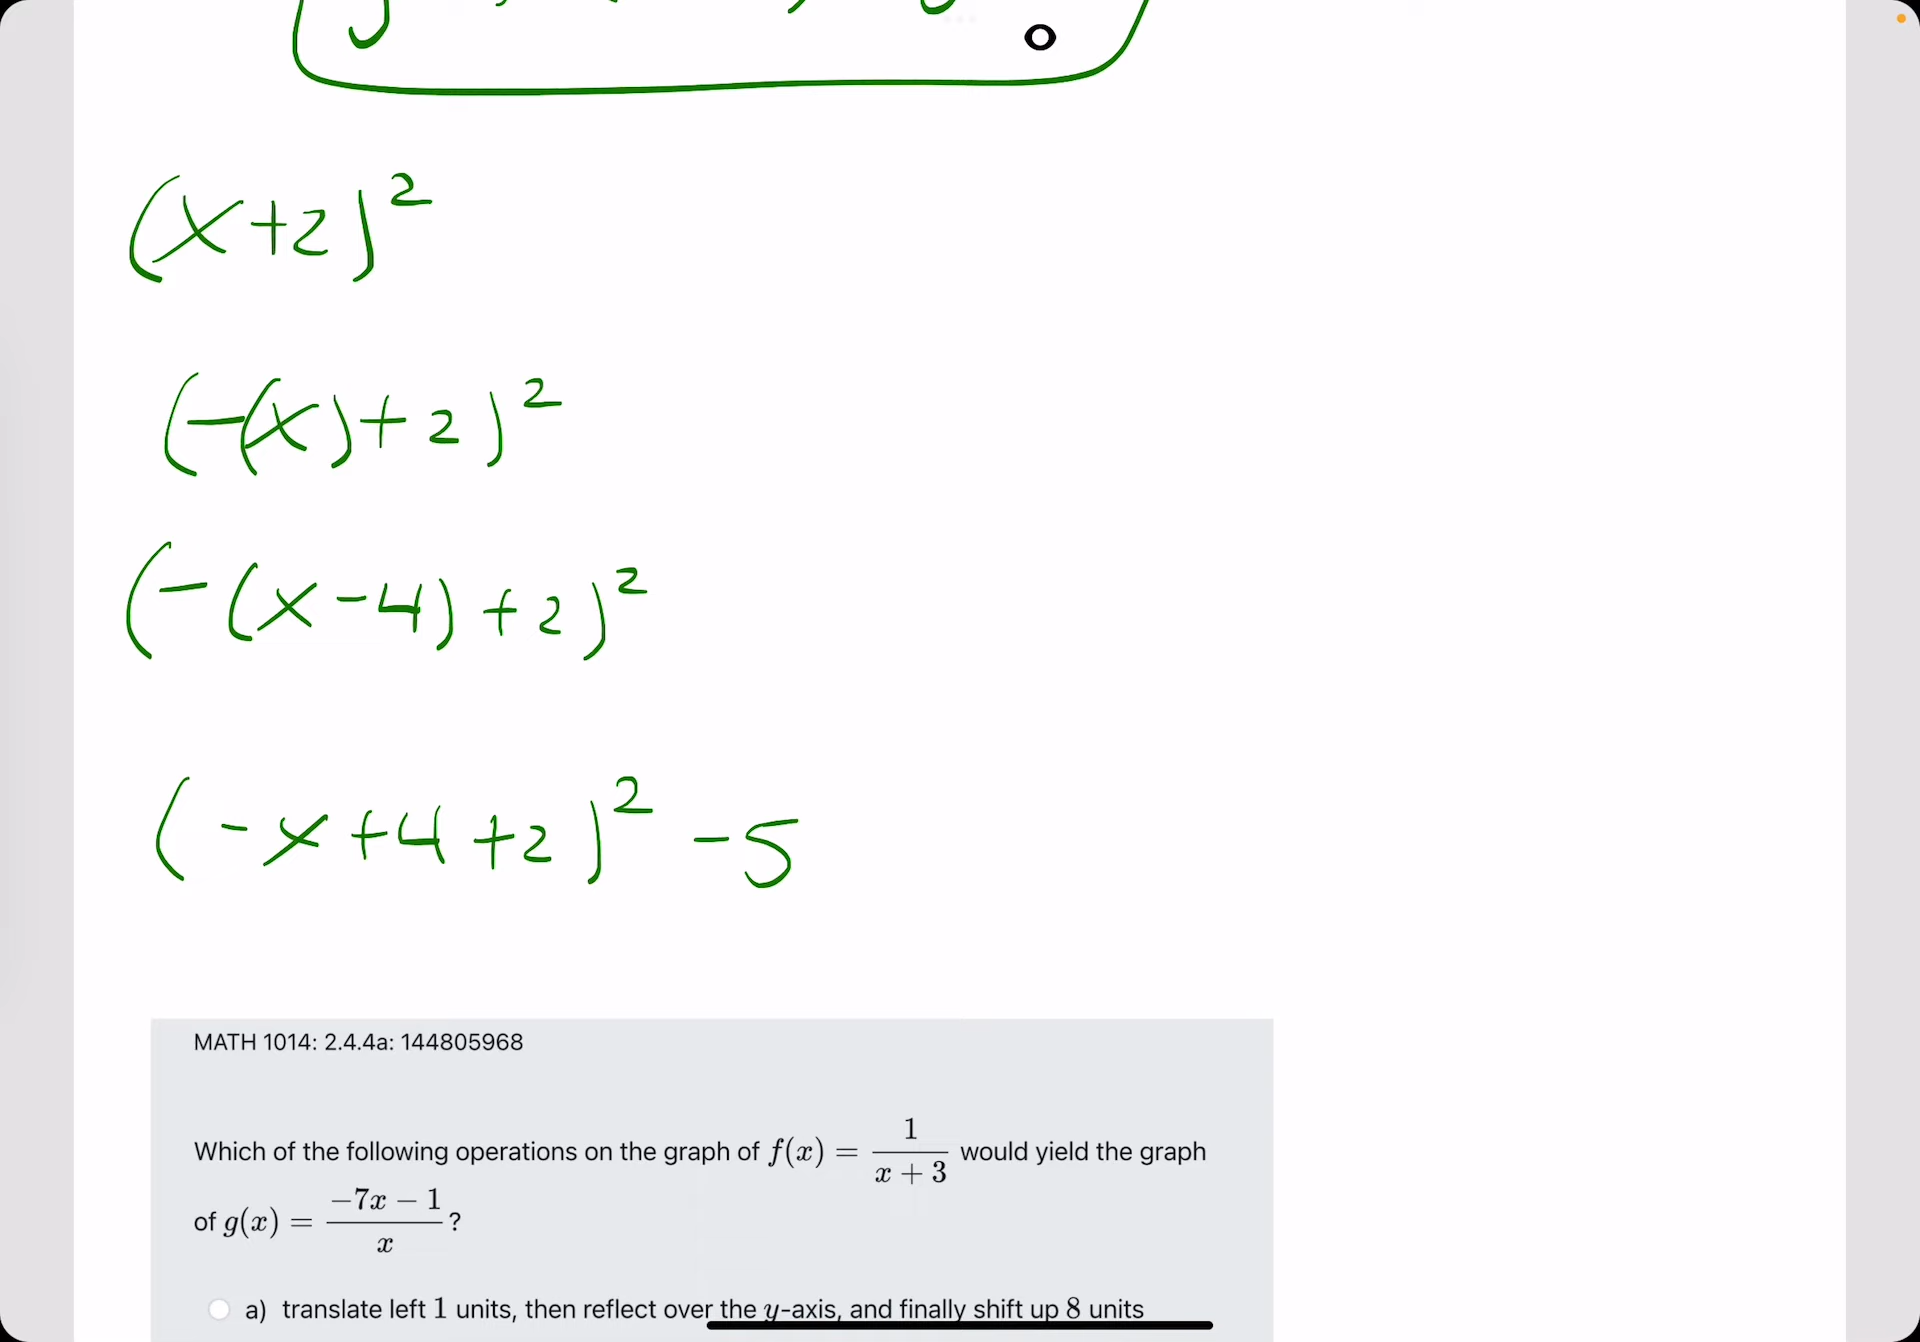 (x+2)²
(-(x)+2)²
(-(x-4)+2)²
(-x+4+2)² -5
MATH 1014: 2.4.4a: 144805968
Which of the following operations on the graph of f(x) = 1/(x + 3) would yield the graph
of g(x) = (−7x − 1)/x ?
a) translate left 1 units, then reflect over the y-axis, and finally shift up 8 units